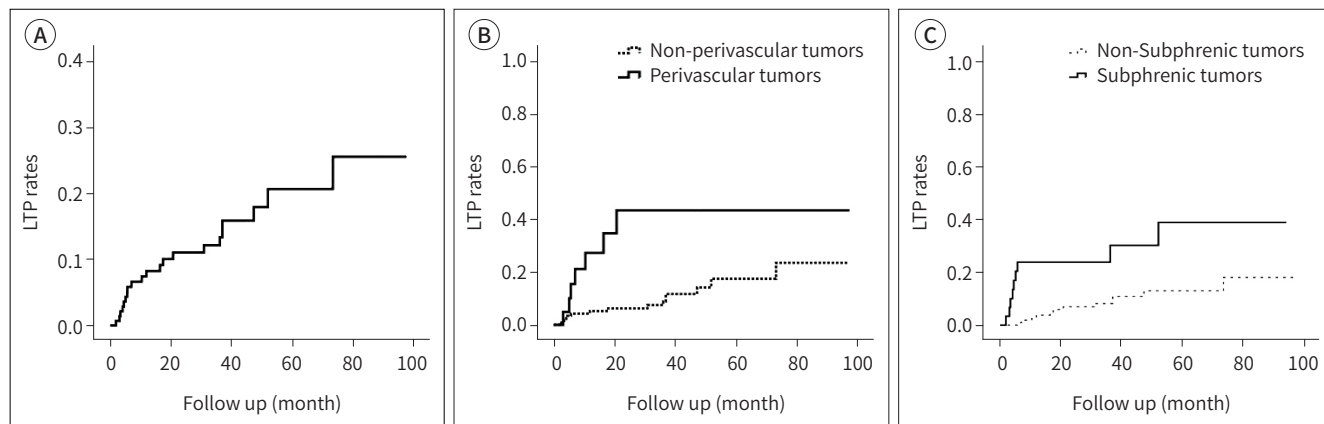 A
0.4
0.3
0.2
0.1
0.0
LTP rates
0 20 40 60 80 100
Follow up (month)
B
Non-perivascular tumors
Perivascular tumors
1.0
0.8
0.6
0.4
0.2
0.0
LTP rates
0 20 40 60 80 100
Follow up (month)
C
Non-Subphrenic tumors
Subphrenic tumors
1.0
0.8
0.6
0.4
0.2
0.0
LTP rates
0 20 40 60 80 100
Follow up (month)